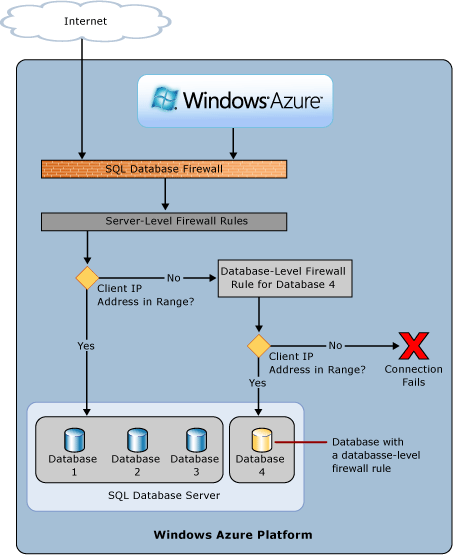 Internet
Windows Azure
SQL Database Firewall
Server-Level Firewall Rules
No
Database-Level Firewall
Rule for Database 4
Client IP
Address in Range?
Yes
No
Client IP
Address in Range?
Connection
Fails
Yes
Database
1
Database
2
Database
3
Database
4
Database with
a databasse-level
firewall rule
SQL Database Server
Windows Azure Platform